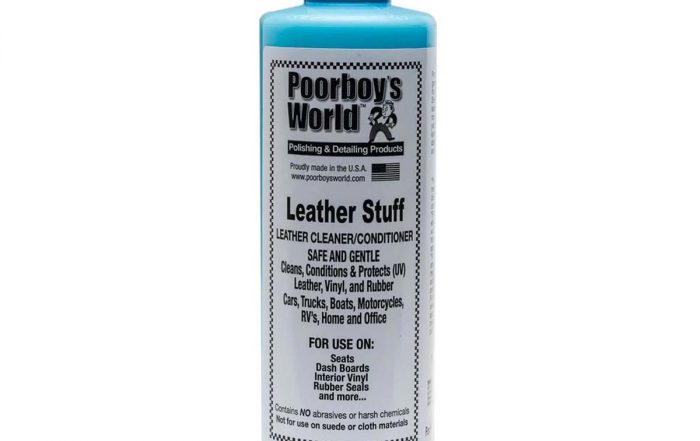 Poorboy's
World™
Polishing & Detailing Products
Proudly made in the U.S.A.
www.poorboysworld.com
Leather Stuff
LEATHER CLEANER/CONDITIONER
SAFE AND GENTLE
Cleans, Conditions & Protects (UV)
Leather, Vinyl, and Rubber
Cars, Trucks, Boats, Motorcycles,
RV's, Home and Office
FOR USE ON:
Seats
Dash Boards
Interior Vinyl
Rubber Seals
and more...
Contains NO abrasives or harsh chemicals
Not for use on suede or cloth materials